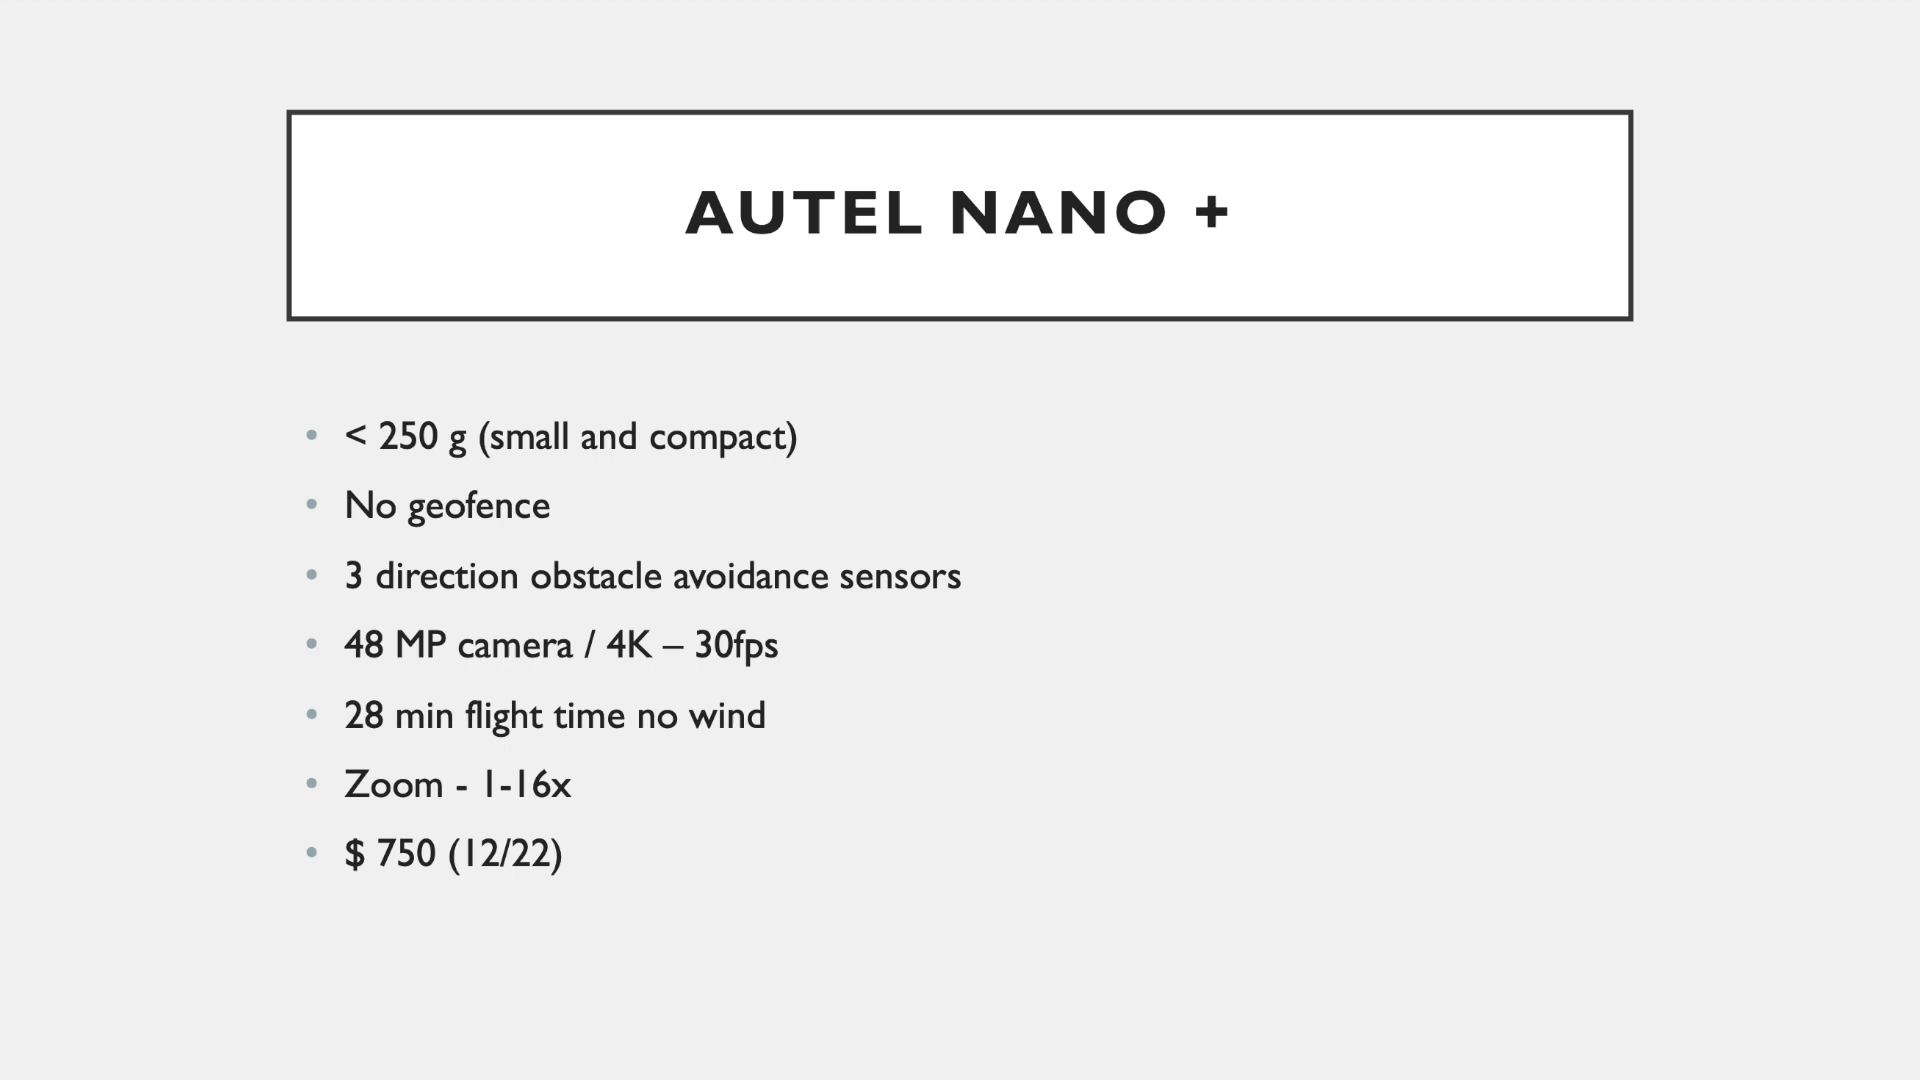 AUTEL NANO +
• < 250 g (small and compact)
• No geofence
• 3 direction obstacle avoidance sensors
• 48 MP camera / 4K – 30fps
• 28 min flight time no wind
• Zoom - 1-16x
• $ 750 (12/22)